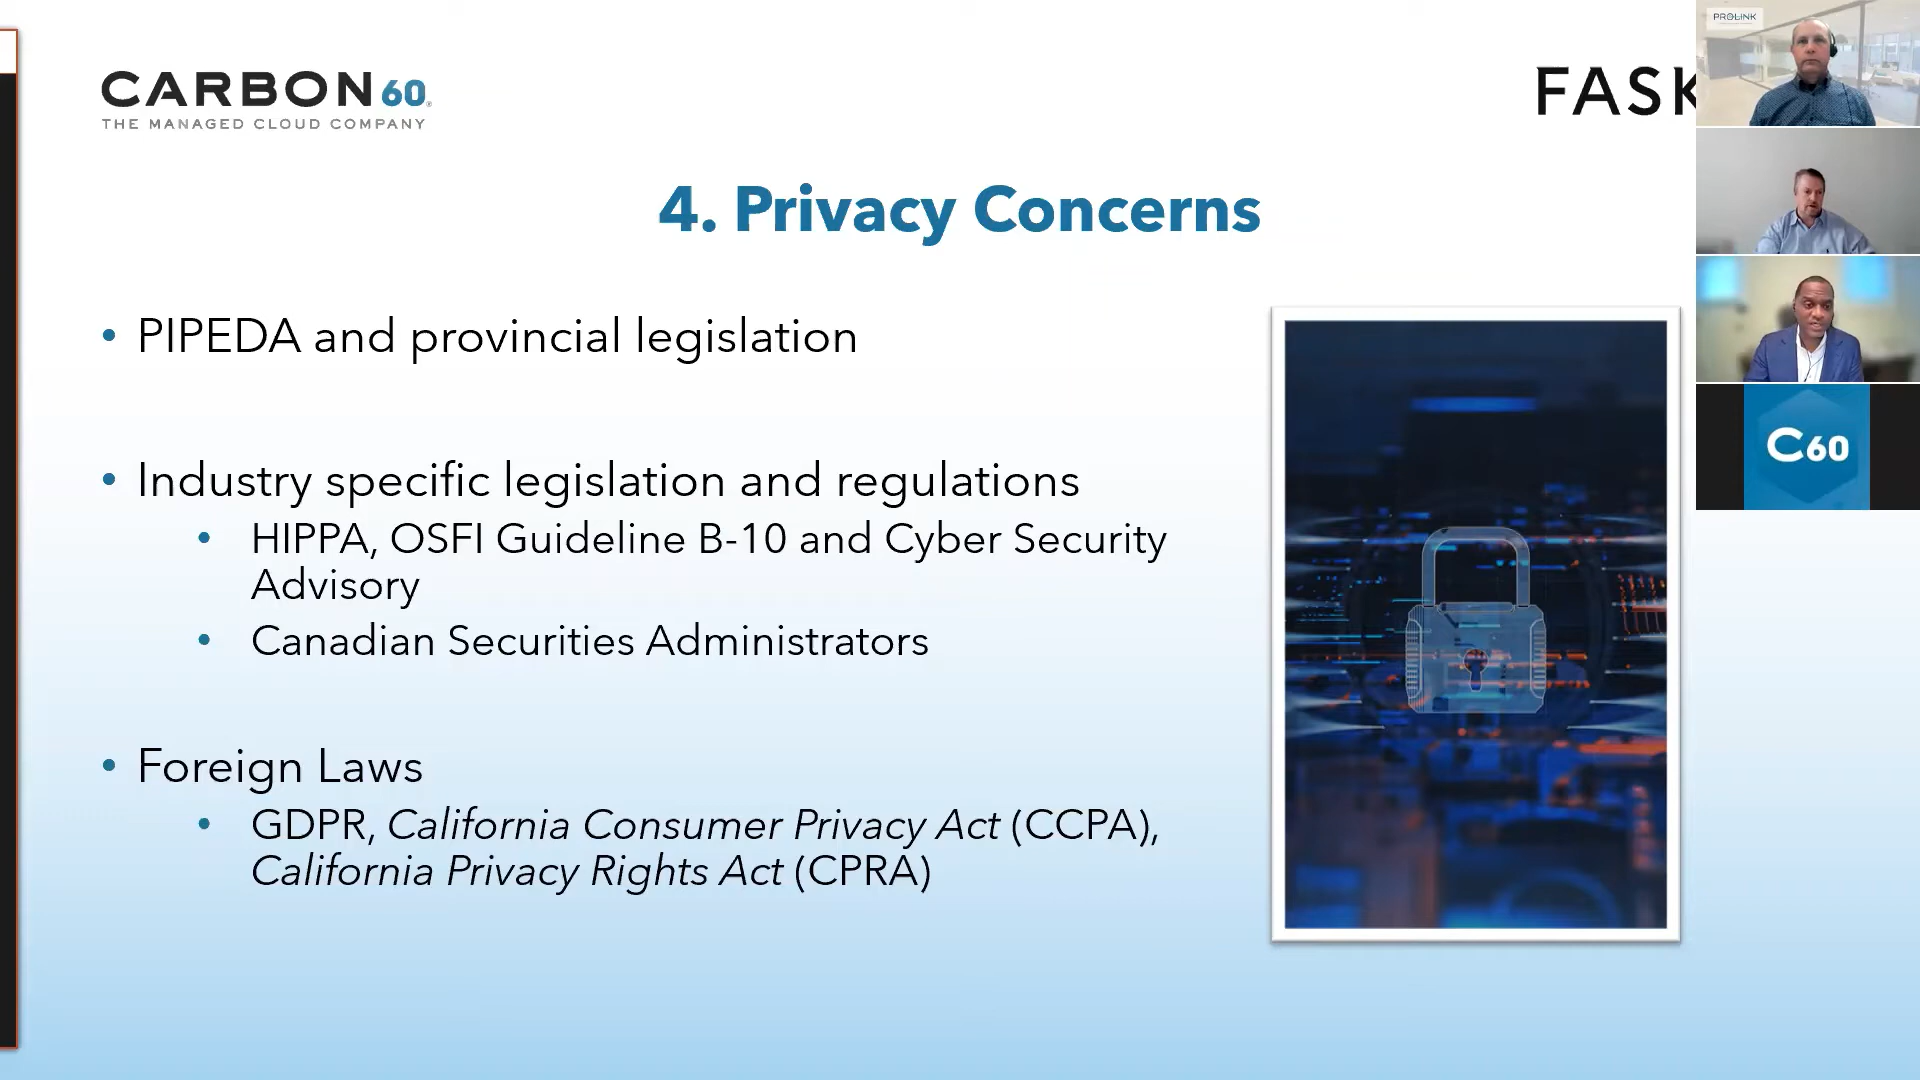 CARBON60
THE MANAGED CLOUD COMPANY
FASK
PROLINK
4. Privacy Concerns
• PIPEDA and provincial legislation
• Industry specific legislation and regulations
• HIPPA, OSFI Guideline B-10 and Cyber Security
Advisory
• Canadian Securities Administrators
• Foreign Laws
• GDPR, California Consumer Privacy Act (CCPA),
California Privacy Rights Act (CPRA)
C60